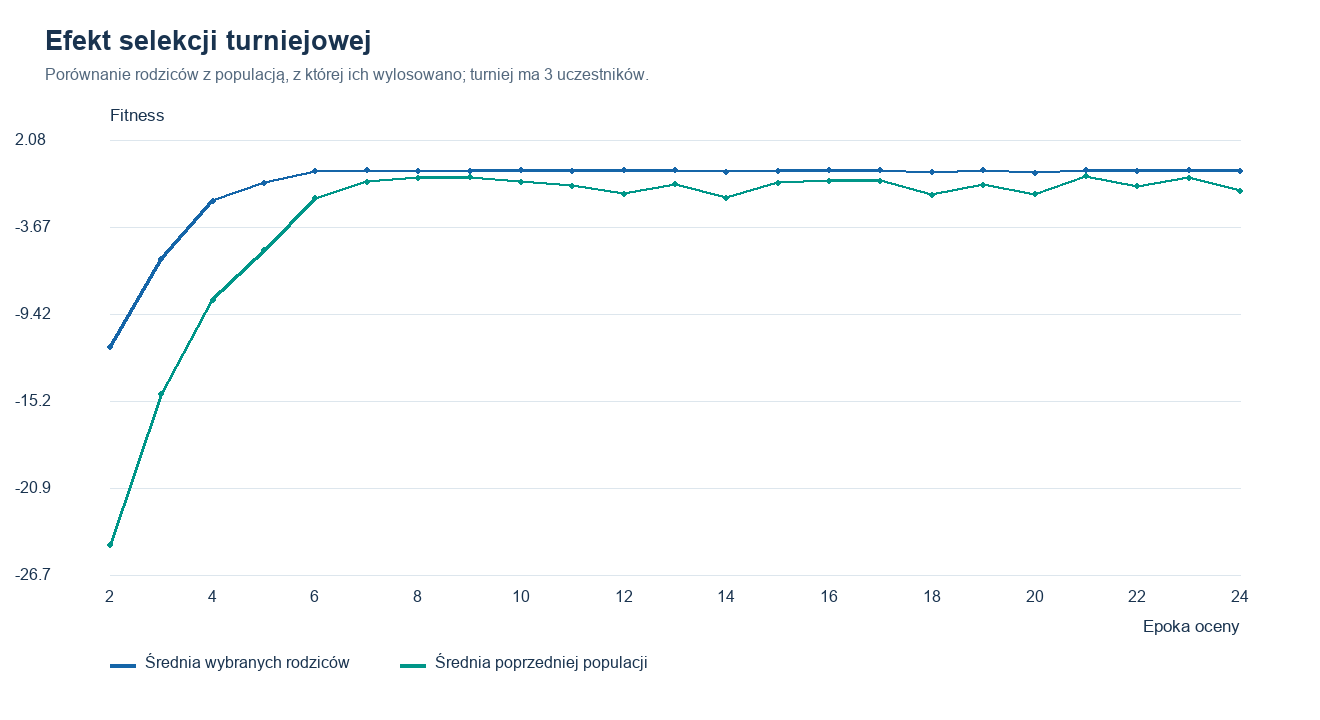 Efekt selekcji turniejowej
Porównanie rodziców z populacją, z której ich wylosowano; turniej ma 3 uczestników.
Fitness
2.08
-3.67
-9.42
-15.2
-20.9
-26.7
2 4 6 8 10 12 14 16 18 20 22 24
Epoka oceny
Średnia wybranych rodziców Średnia poprzedniej populacji